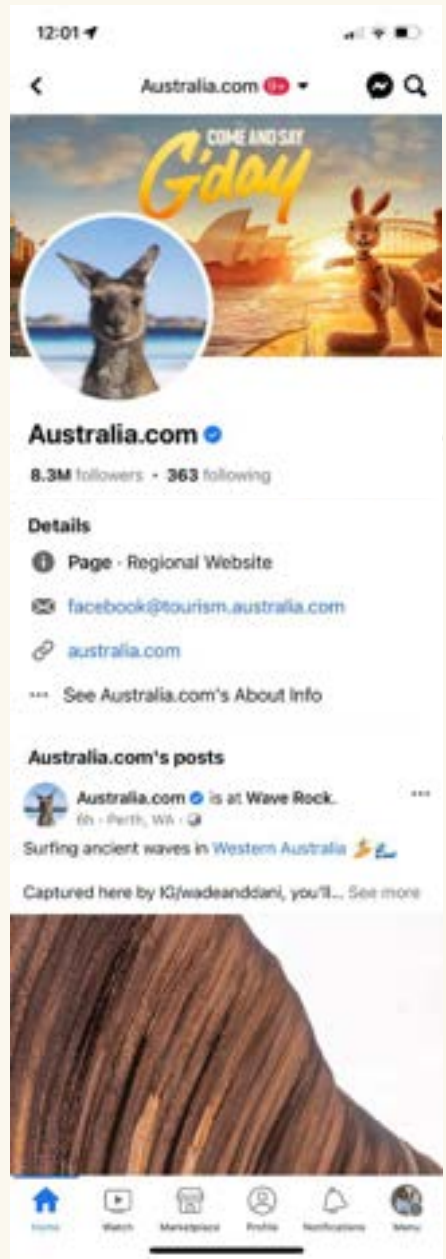 12:01
Australia.com 9+
COME AND SAY
G'day
Australia.com
8.3M followers • 363 following
Details
Page · Regional Website
facebook@tourism.australia.com
australia.com
See Australia.com's About Info
Australia.com's posts
Australia.com is at Wave Rock.
6h · Perth, WA ·
Surfing ancient waves in Western Australia 🏄🌊
Captured here by IG/wadeanddani, you'll... See more
Home Watch Marketplace Profile Notifications Menu